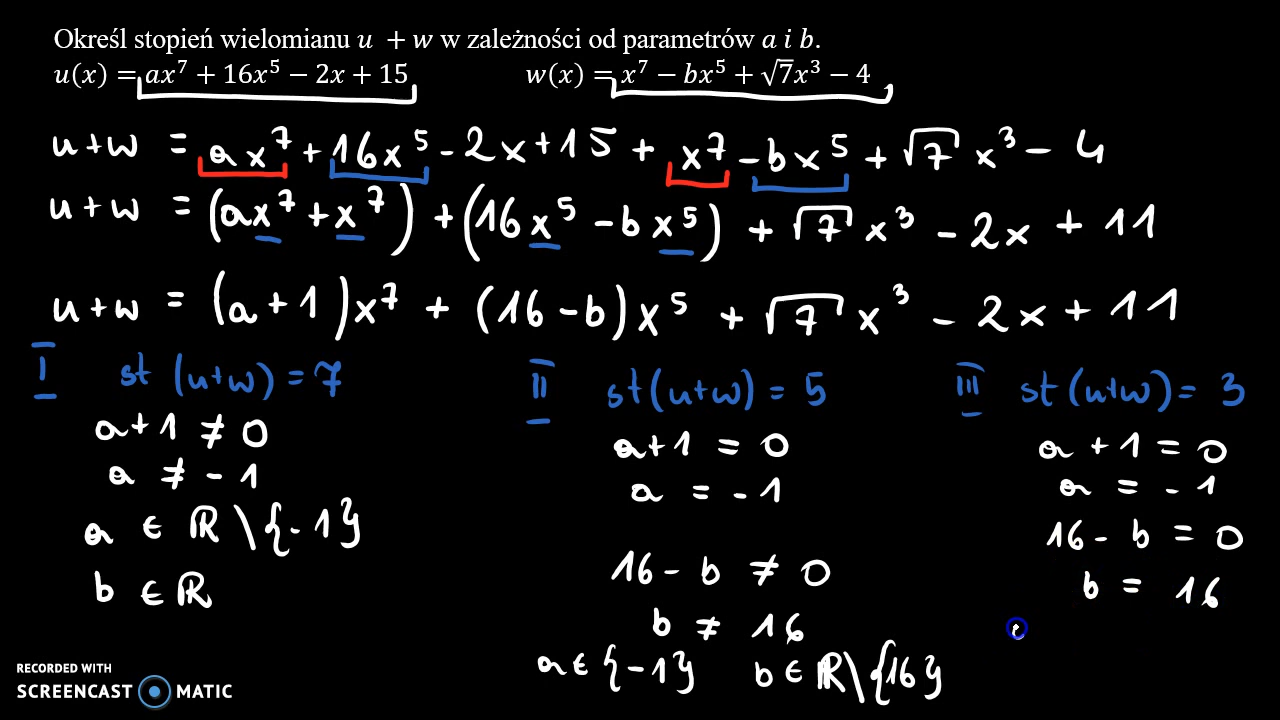 Określ stopień wielomianu u + w w zależności od parametrów a i b.
u(x) = ax⁷ + 16x⁵ − 2x + 15 w(x) = x⁷ − bx⁵ + √7x³ − 4
u+w = ax⁷ + 16x⁵ - 2x + 15 + x⁷ - bx⁵ + √7 x³ - 4
u+w = (ax⁷ + x⁷) + (16x⁵ - bx⁵) + √7 x³ - 2x + 11
u+w = (a+1)x⁷ + (16-b)x⁵ + √7 x³ - 2x + 11
I st(u+w) = 7
a+1 ≠ 0
a ≠ -1
a ∈ ℝ \ {-1}
b ∈ ℝ
II st(u+w) = 5
a+1 = 0
a = -1
16 - b ≠ 0
b ≠ 16
a ∈ {-1} b ∈ ℝ \ {16}
III st(u+w) = 3
a + 1 = 0
a = -1
16 - b = 0
b = 16
RECORDED WITH
SCREENCAST MATIC